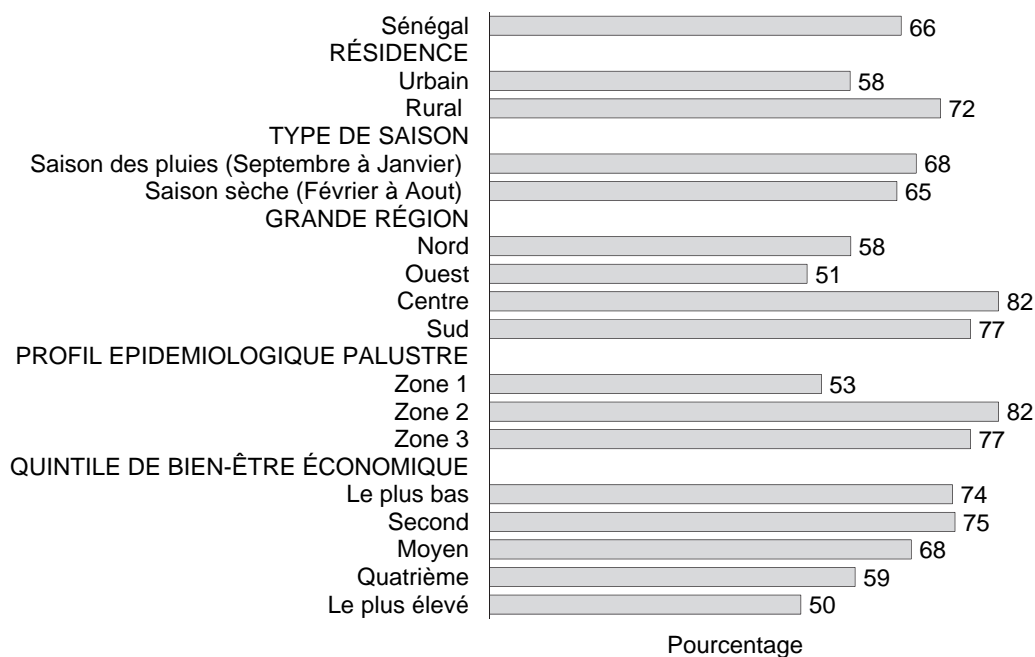 Sénégal 66
RÉSIDENCE
Urbain 58
Rural 72
TYPE DE SAISON
Saison des pluies (Septembre à Janvier) 68
Saison sèche (Février à Aout) 65
GRANDE RÉGION
Nord 58
Ouest 51
Centre 82
Sud 77
PROFIL EPIDEMIOLOGIQUE PALUSTRE
Zone 1 53
Zone 2 82
Zone 3 77
QUINTILE DE BIEN-ÊTRE ÉCONOMIQUE
Le plus bas 74
Second 75
Moyen 68
Quatrième 59
Le plus élevé 50
Pourcentage